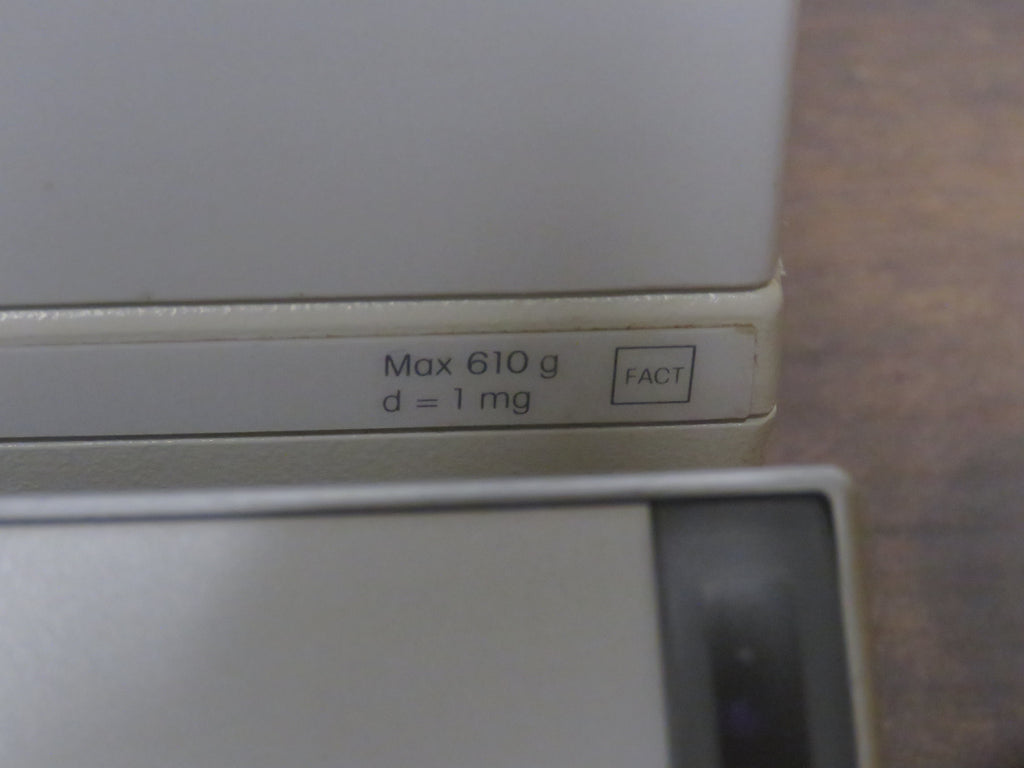 Max 610 g
d = 1 mg
FACT